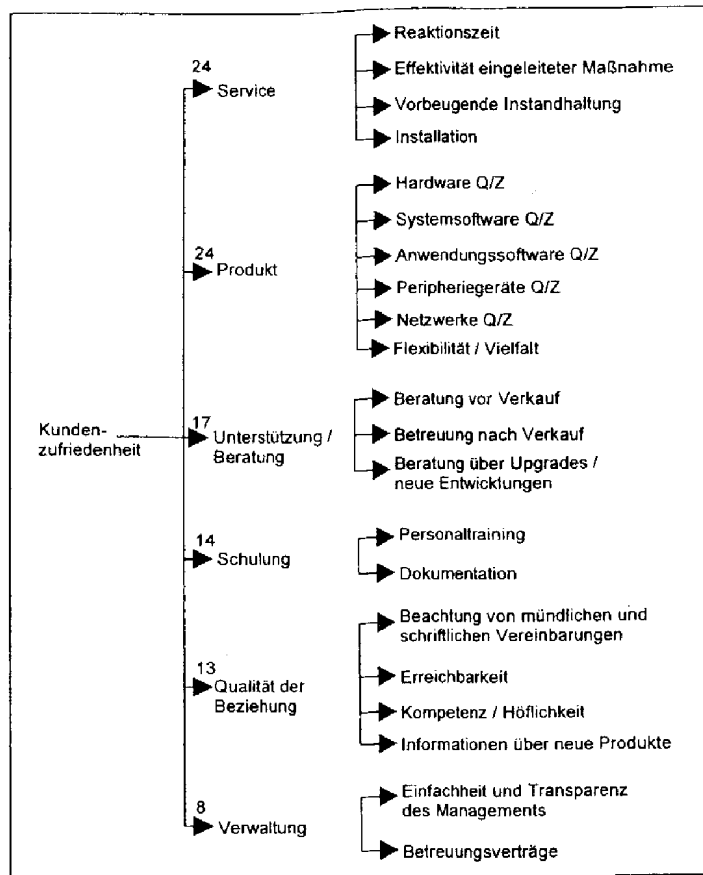 24
Service
Reaktionszeit
Effektivität eingeleiteter Maßnahme
Vorbeugende Instandhaltung
Installation
24
Produkt
Hardware Q/Z
Systemsoftware Q/Z
Anwendungssoftware Q/Z
Peripheriegeräte Q/Z
Netzwerke Q/Z
Flexibilität / Vielfalt
Kunden-
zufriedenheit
17
Unterstützung /
Beratung
Beratung vor Verkauf
Betreuung nach Verkauf
Beratung über Upgrades /
neue Entwicklungen
14
Schulung
Personaltraining
Dokumentation
13
Qualität der
Beziehung
Beachtung von mündlichen und
schriftlichen Vereinbarungen
Erreichbarkeit
Kompetenz / Höflichkeit
Informationen über neue Produkte
8
Verwaltung
Einfachheit und Transparenz
des Managements
Betreuungsverträge